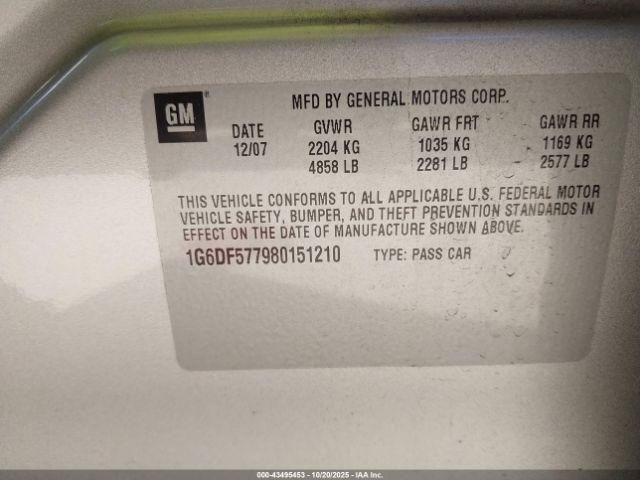 GM ®
MFD BY GENERAL MOTORS CORP.
DATE GVWR GAWR FRT GAWR RR
12/07 2204 KG 1035 KG 1169 KG
4858 LB 2281 LB 2577 LB
THIS VEHICLE CONFORMS TO ALL APPLICABLE U.S. FEDERAL MOTOR
VEHICLE SAFETY, BUMPER, AND THEFT PREVENTION STANDARDS IN
EFFECT ON THE DATE OF MANUFACTURE SHOWN ABOVE.
1G6DF577980151210 TYPE: PASS CAR
000-43495453 - 10/20/2025 - IAA Inc.